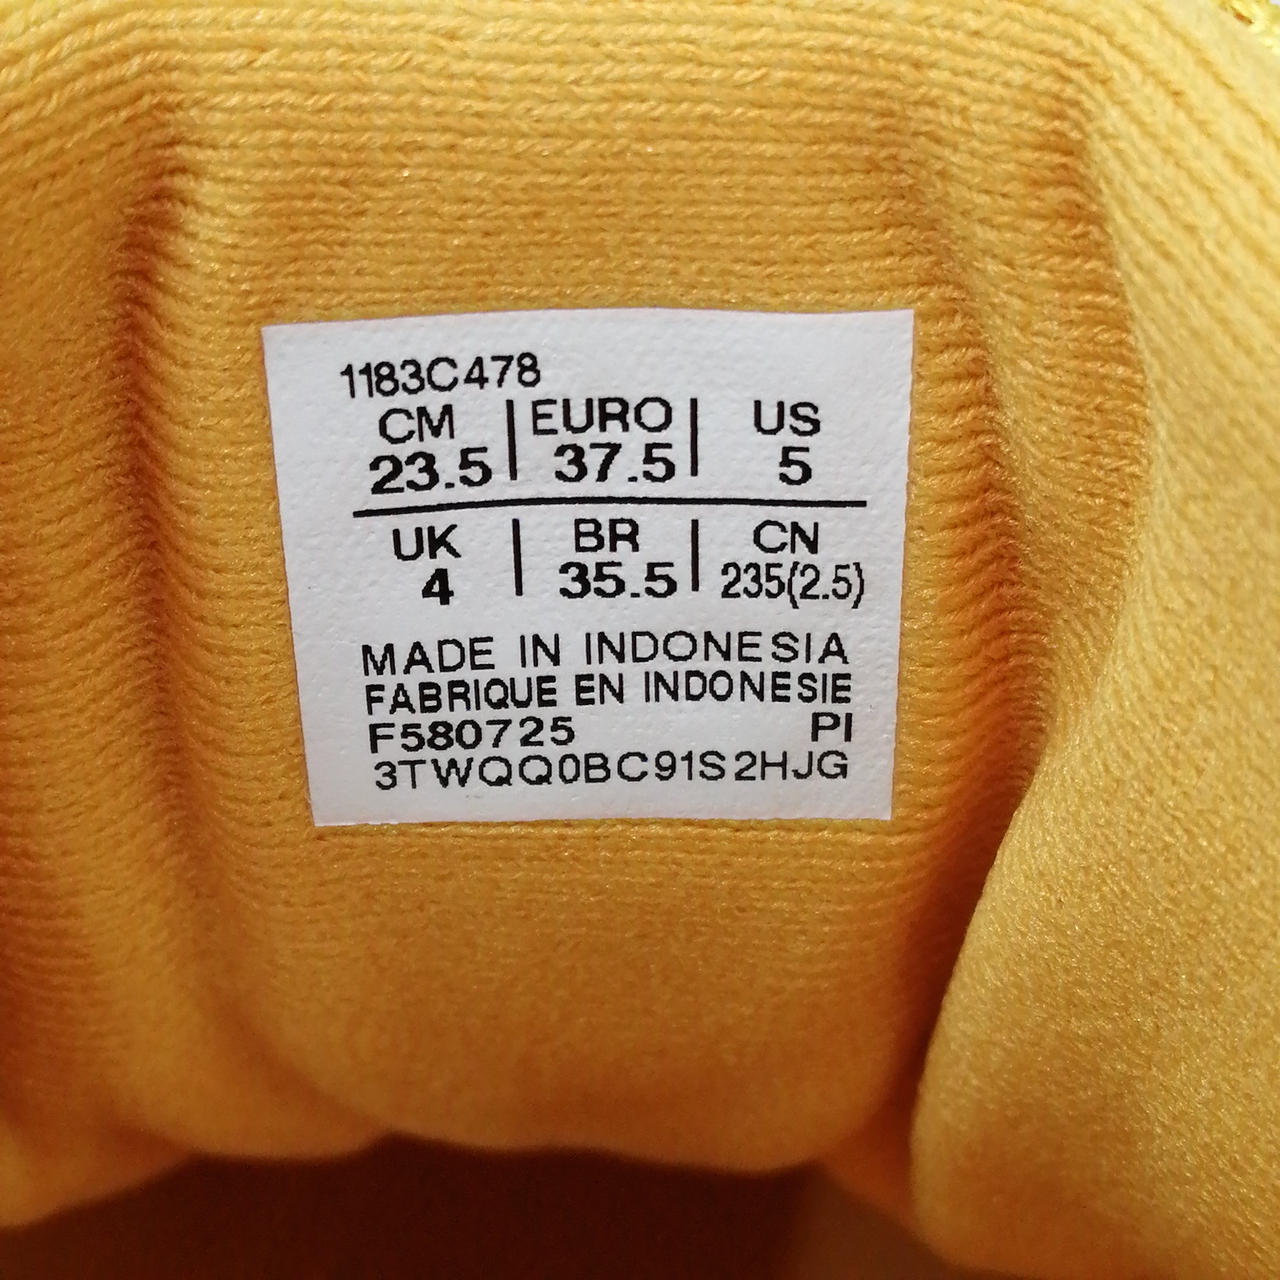 1183C478
CM | EURO | US
23.5 | 37.5 | 5
UK | BR | CN
4 | 35.5 | 235(2.5)
MADE IN INDONESIA
FABRIQUE EN INDONESIE
F580725 PI
3TWQQ0BC91S2HJG